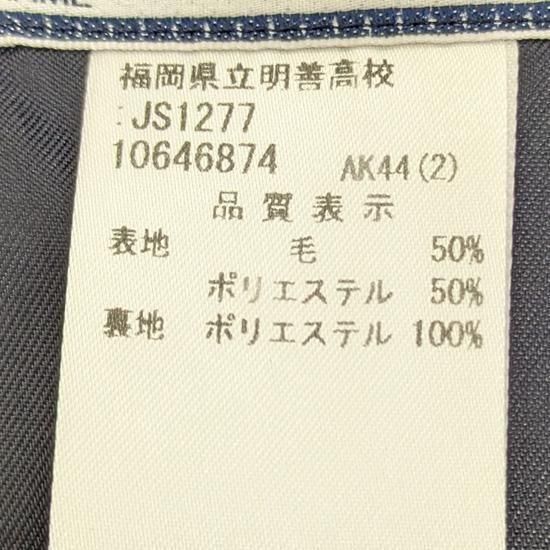 福岡県立明善高校
:JS1277
10646874 AK44(2)
品質表示
表地 毛 50%
ポリエステル 50%
裏地 ポリエステル 100%